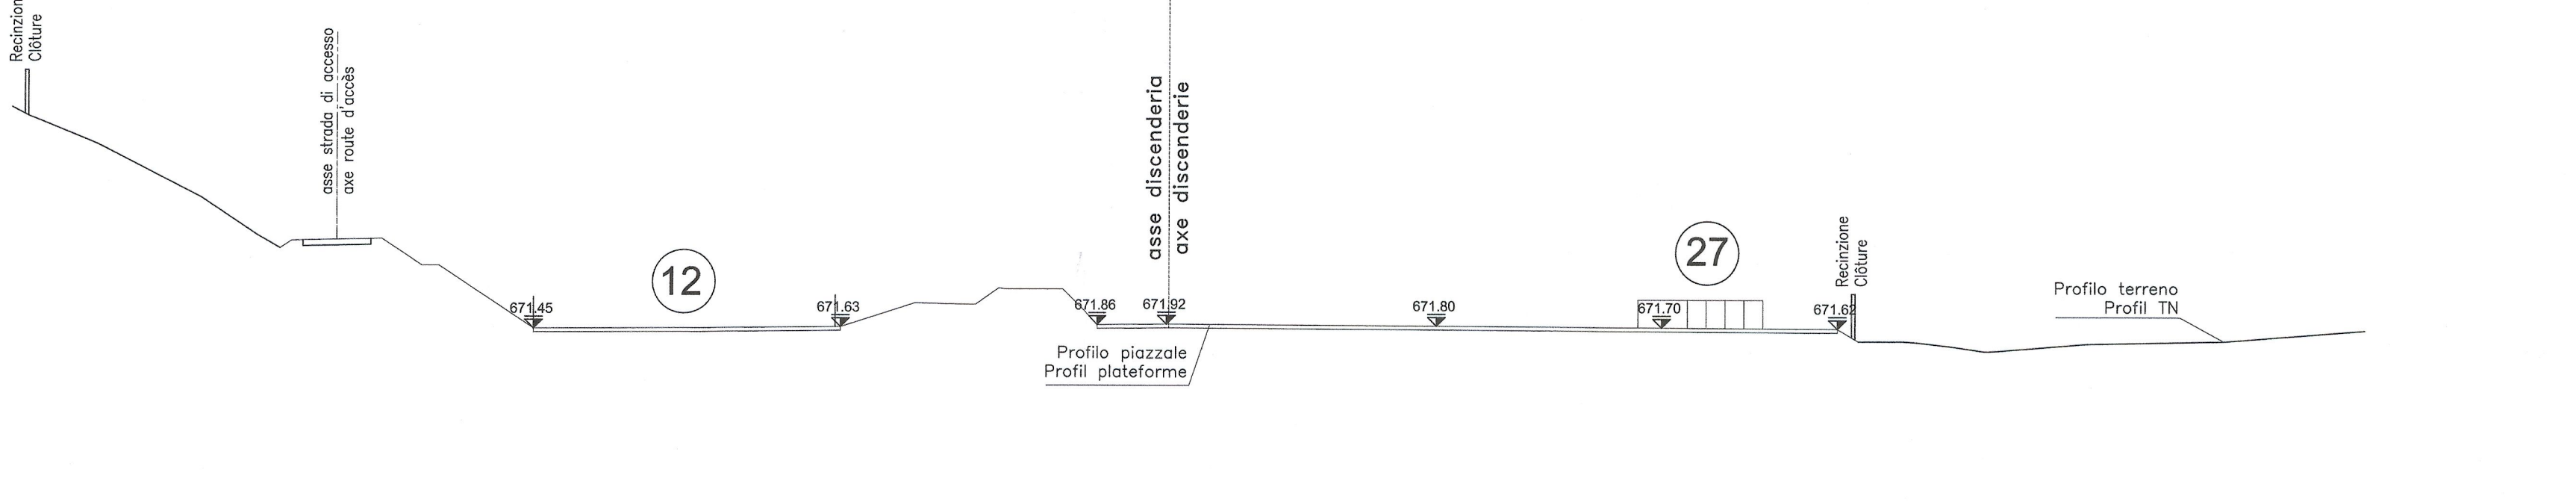 Recinzion
Clôture
asse strada di accesso
axe route d'accès
12
671.45
671.63
asse discenderia
axe discenderie
671.86
671.92
671.80
27
671.70
671.62
Recinzione
Clôture
Profilo piazzale
Profil plateforme
Profilo terreno
Profil TN